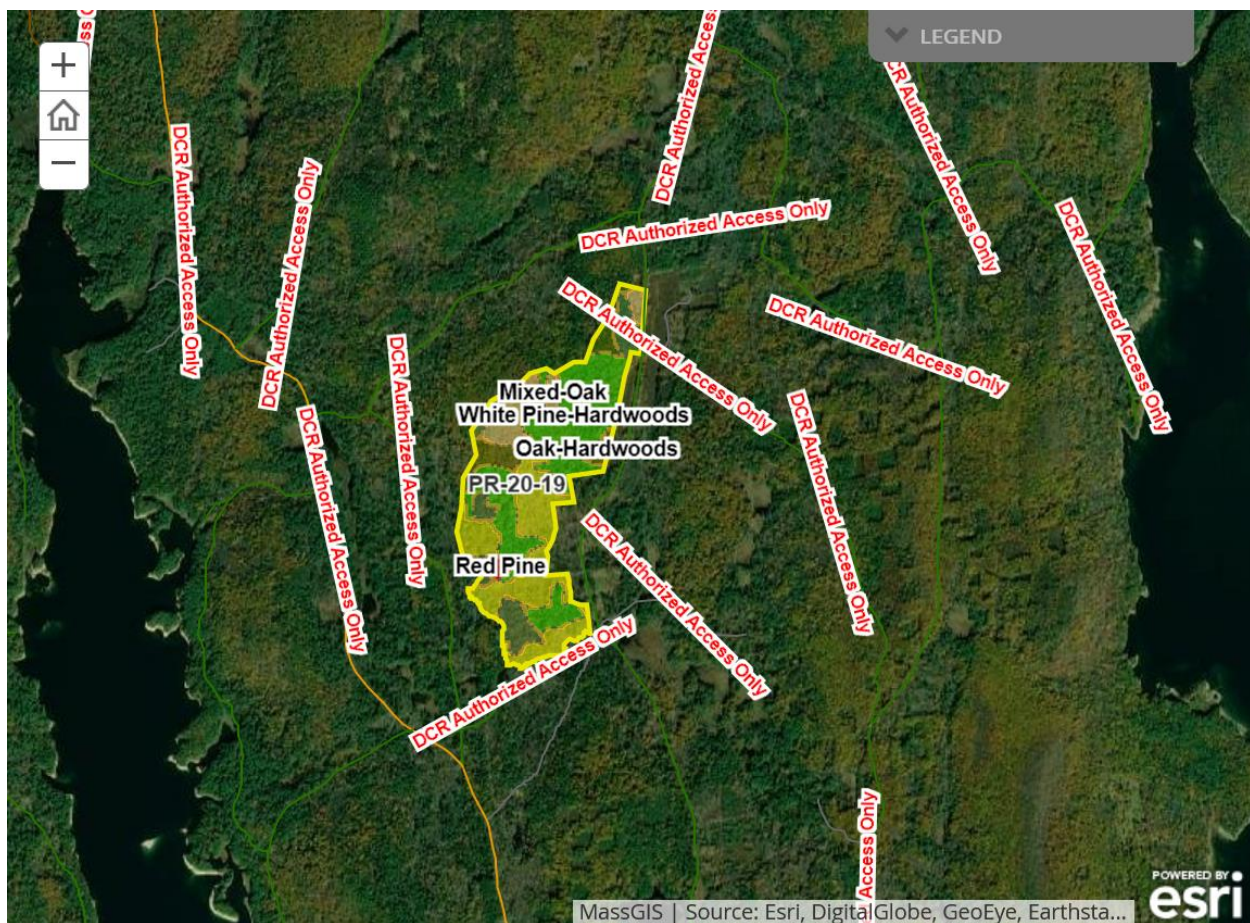 LEGEND
+
−
ss O
DCR Authorized Acces
DCR Authorized Access Only
DCR Authorized Access Only
DCR Authorized Access Only
CR Authorized Access Only
DCR Authorized Access Only
DCR Authorized Access Only
DCR Authorized Access Only
DCR Authorized Access Only
DCR Authorized Access Only
DCR Authorized Access Only
Mixed-Oak
White Pine-Hardwoods
Oak-Hardwoods
PR-20-19
Red Pine
DCR Authorized Access Only
DCR Authorized Access Only
DCR Authorized Access Only
Access Only
POWERED BY
esri
MassGIS | Source: Esri, DigitalGlobe, GeoEye, Earthsta...